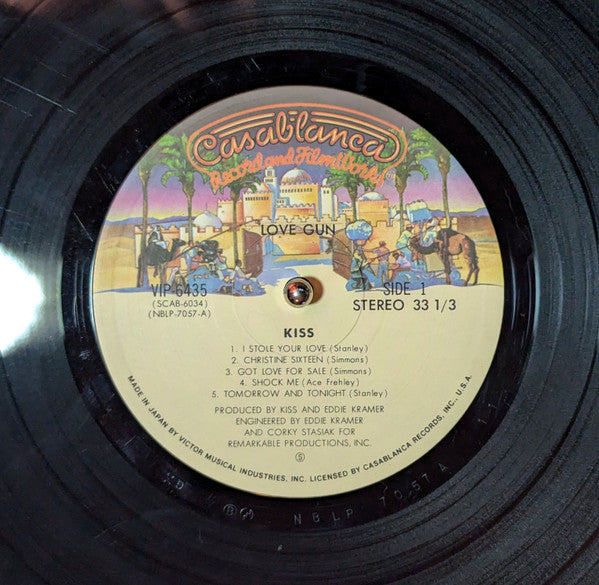 Casablanca
Record and FilmWorks
LOVE GUN
VIP-6435
(SCAB-6034)
(NBLP-7057-A)
SIDE 1
STEREO 33 1/3
KISS
1. I STOLE YOUR LOVE (Stanley)
2. CHRISTINE SIXTEEN (Simmons)
3. GOT LOVE FOR SALE (Simmons)
4. SHOCK ME (Ace Frehley)
5. TOMORROW AND TONIGHT (Stanley)
PRODUCED BY KISS AND EDDIE KRAMER
ENGINEERED BY EDDIE KRAMER
AND CORKY STASIAK FOR
REMARKABLE PRODUCTIONS, INC.
Ⓢ
MADE IN JAPAN BY VICTOR MUSICAL INDUSTRIES, INC. LICENSED BY CASABLANCA RECORDS, INC., U.S.A.
NBLP 7057 A